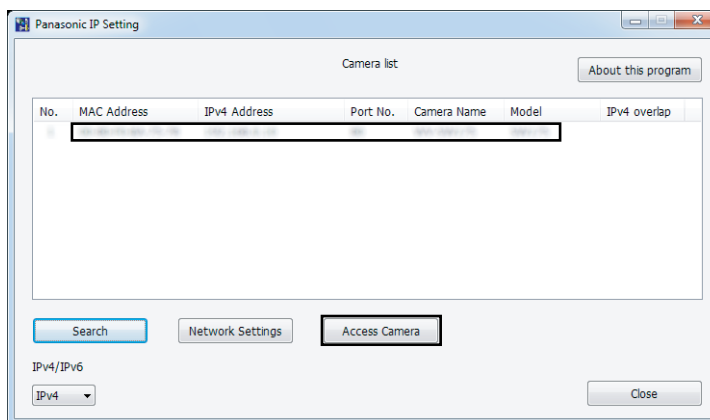 Panasonic IP Setting
Camera list
About this program
No. MAC Address IPv4 Address Port No. Camera Name Model IPv4 overlap
Search Network Settings Access Camera
IPv4/IPv6
IPv4
Close